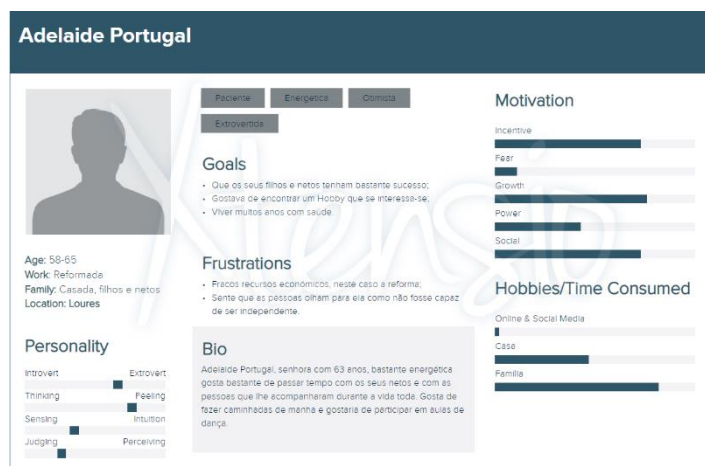 Adelaide Portugal
Paciente
Energetica
Otimista
Extrovertida
Goals
• Que os seus filhos e netos tenham bastante sucesso;
• Gostava de encontrar um Hobby que se interessa-se;
• Viver muitos anos com saúde.
Frustrations
• Fracos recursos económicos, neste caso a reforma;
• Sente que as pessoas olham para ela como não fosse capaz
de ser independente.
Bio
Adelaide Portugal, senhora com 63 anos, bastante energética
gosta bastante de passar tempo com os seus netos e com as
pessoas que lhe acompanharam durante a vida toda. Gosta de
fazer caminhadas de manha e gostaria de participar em aulas de
dança.
Age: 58-65
Work: Reformada
Family: Casada, filhos e netos
Location: Loures
Personality
Introvert Extrovert
Thinking Feeling
Sensing Intuition
Judging Perceiving
Motivation
Incentive
Fear
Growth
Power
Social
Hobbies/Time Consumed
Online & Social Media
Casa
Familia
Xtensio